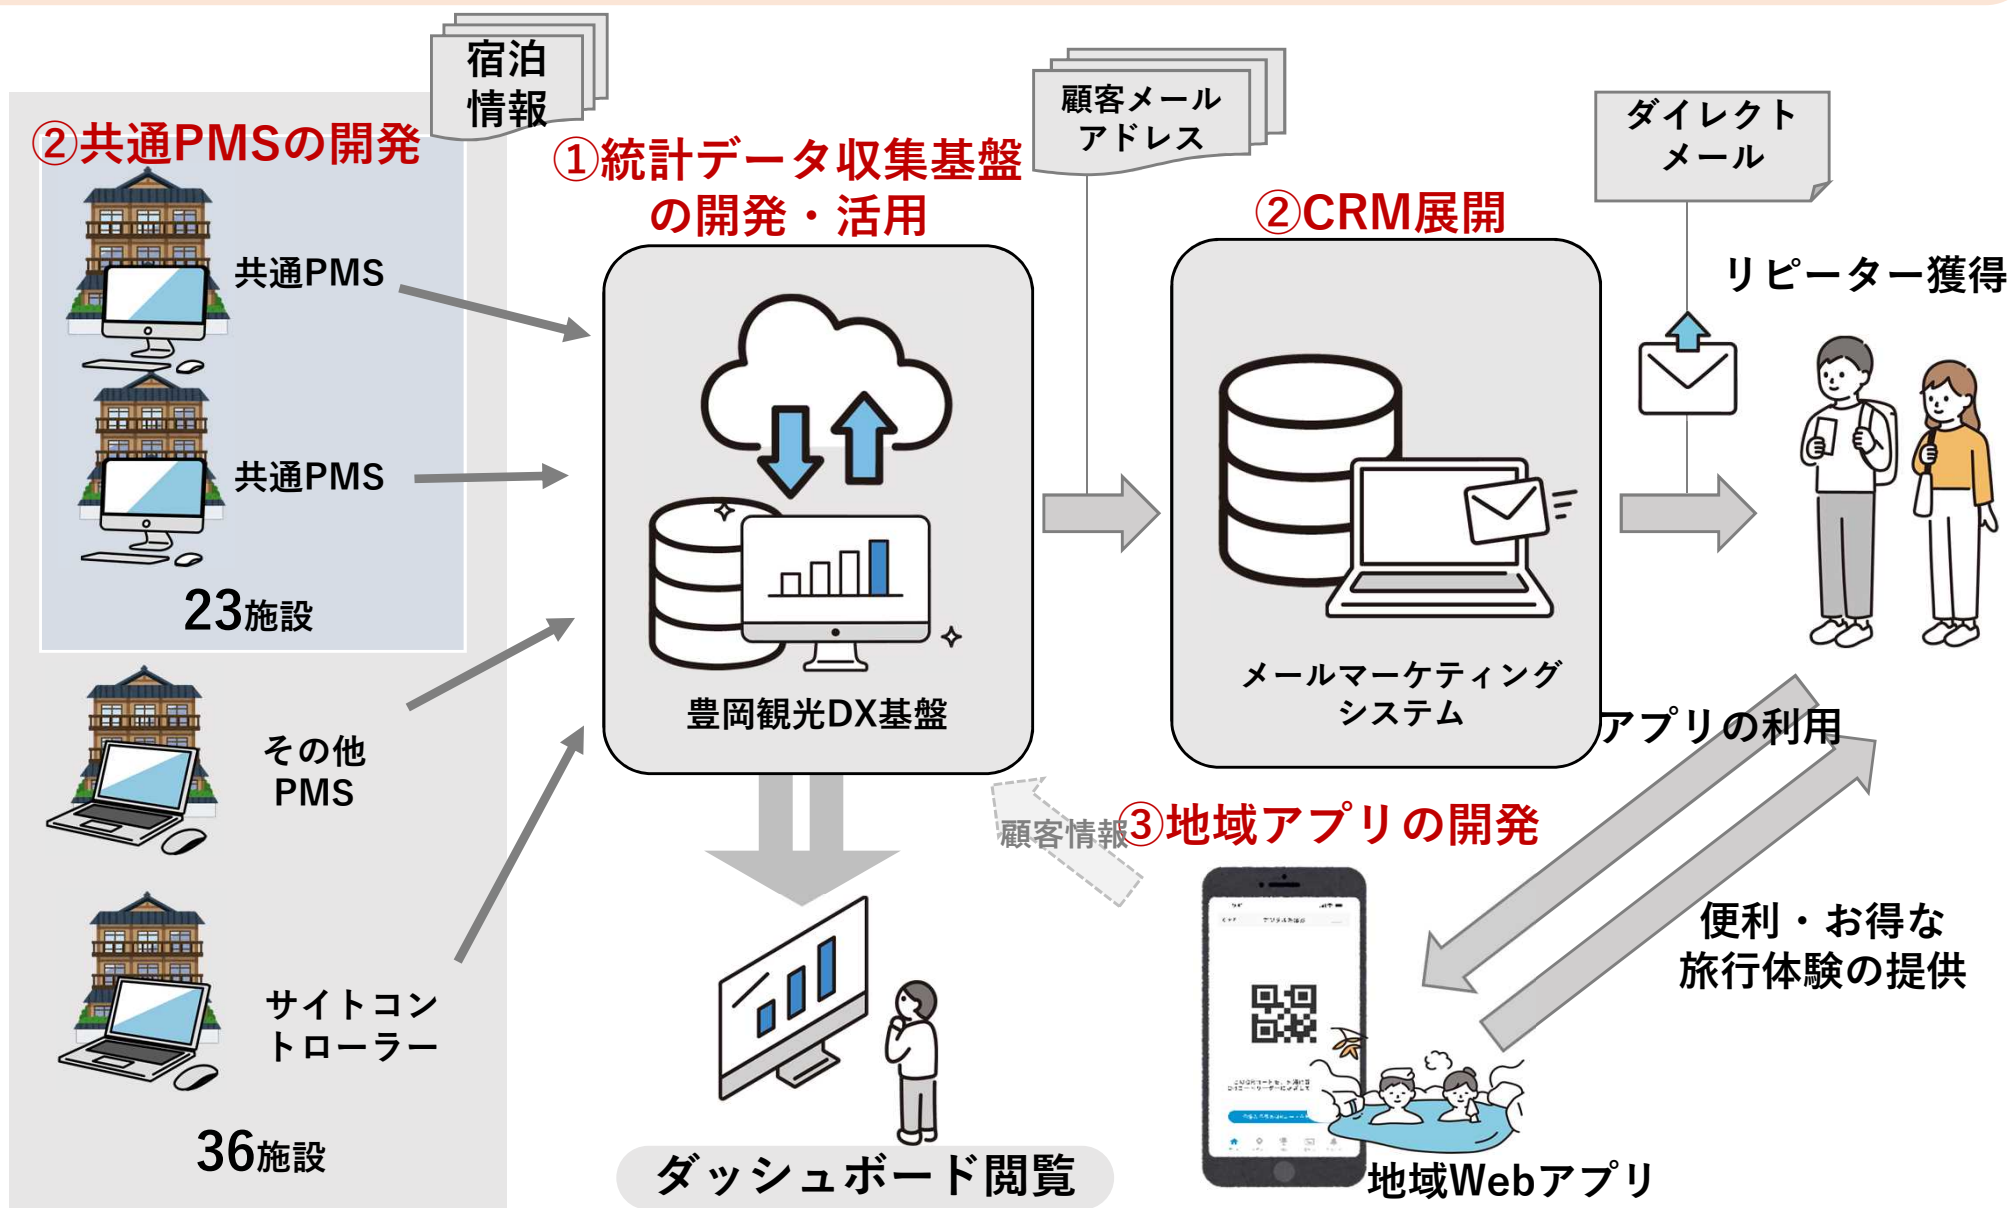 宿泊
情報
②共通PMSの開発
共通PMS
共通PMS
23施設
その他
PMS
サイトコン
トローラー
36施設
①統計データ収集基盤
の開発・活用
豊岡観光DX基盤
ダッシュボード閲覧
顧客メール
アドレス
②CRM展開
メールマーケティング
システム
ダイレクト
メール
リピーター獲得
アプリの利用
便利・お得な
旅行体験の提供
顧客情報
③地域アプリの開発
地域Webアプリ